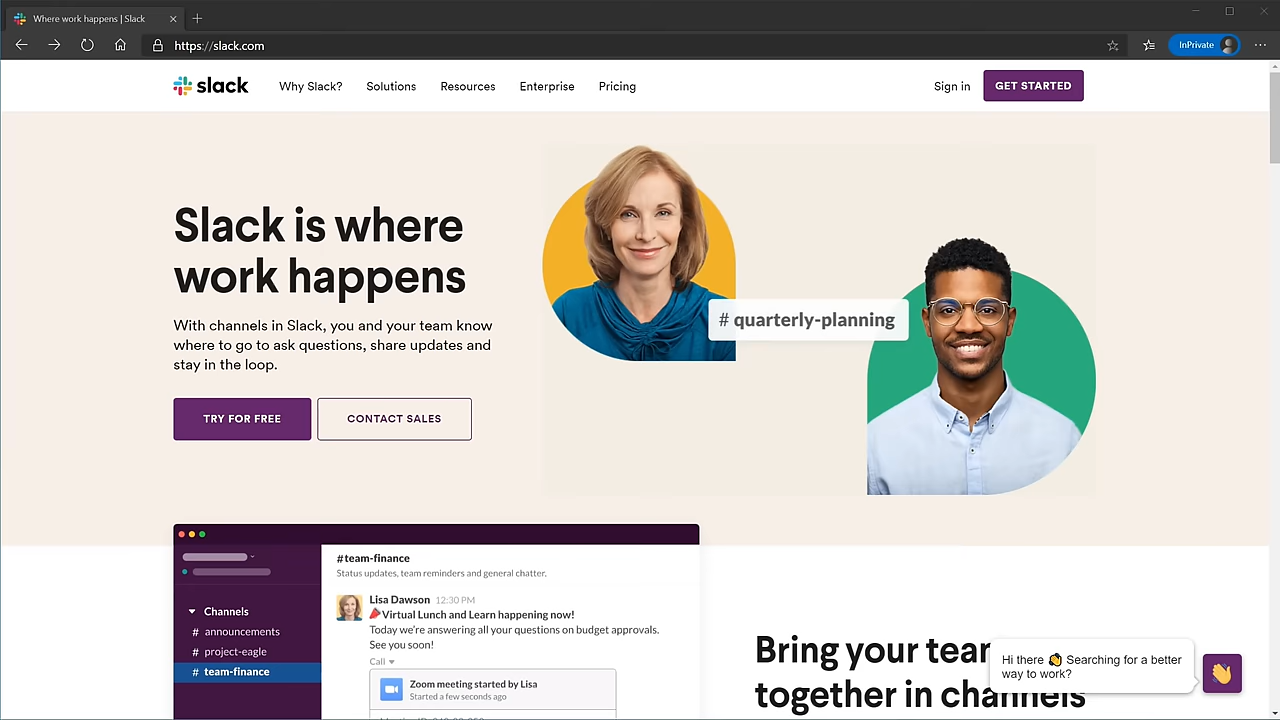 Where work happens | Slack
https://slack.com
InPrivate
slack
Why Slack?
Solutions
Resources
Enterprise
Pricing
Sign in
GET STARTED
Slack is where
work happens
With channels in Slack, you and your team know
where to go to ask questions, share updates and
stay in the loop.
TRY FOR FREE
CONTACT SALES
# quarterly-planning
Channels
# announcements
# project-eagle
# team-finance
#team-finance
Status updates, team reminders and general chatter.
Lisa Dawson 12:30 PM
Virtual Lunch and Learn happening now!
Today we're answering all your questions on budget approvals.
See you soon!
Call
Zoom meeting started by Lisa
Started a few seconds ago
Bring your team
together in channels
Hi there 👋 Searching for a better
way to work?